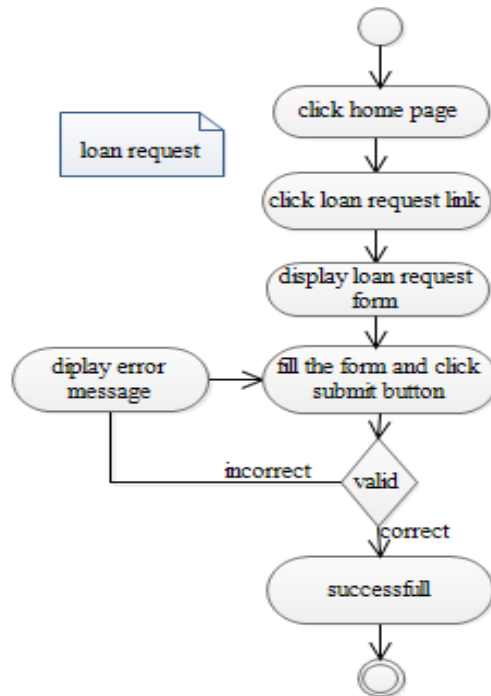 click home page
loan request
click loan request link
display loan request
form
diplay error
message
fill the form and click
submit button
incorrect
valid
correct
successfull